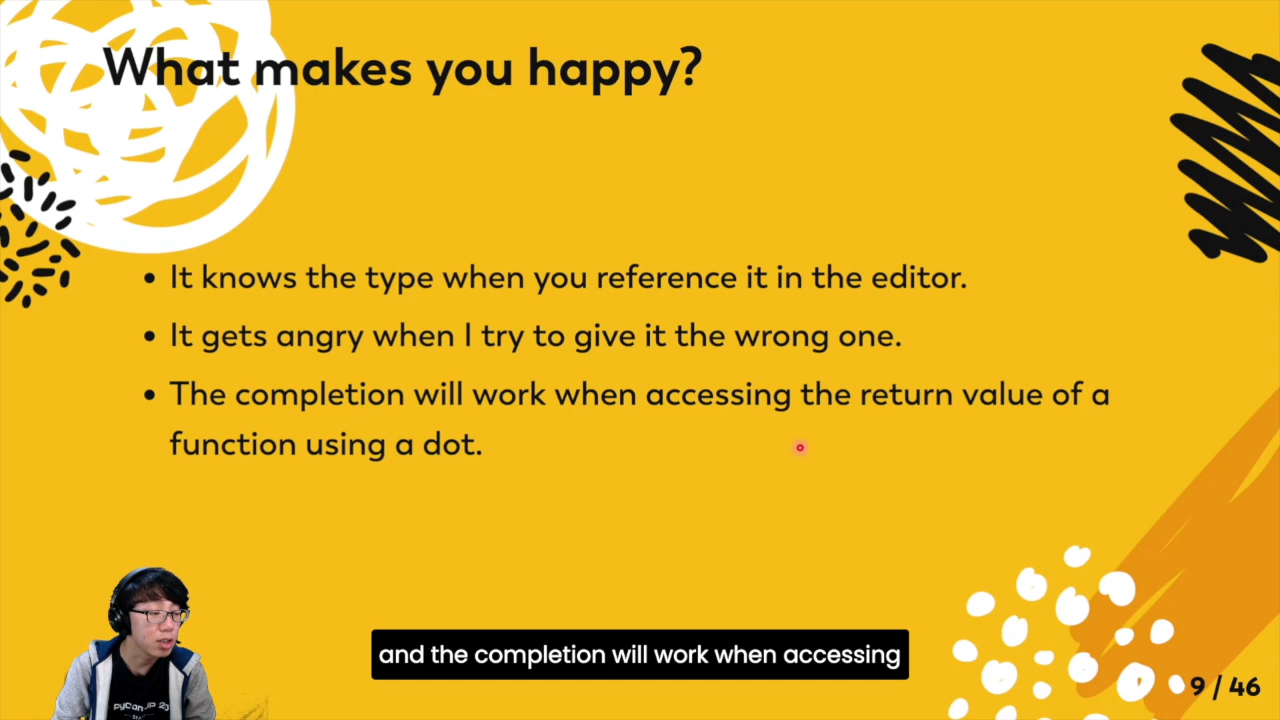 What makes you happy?
• It knows the type when you reference it in the editor.
• It gets angry when I try to give it the wrong one.
• The completion will work when accessing the return value of a
function using a dot.
and the completion will work when accessing
9 / 46